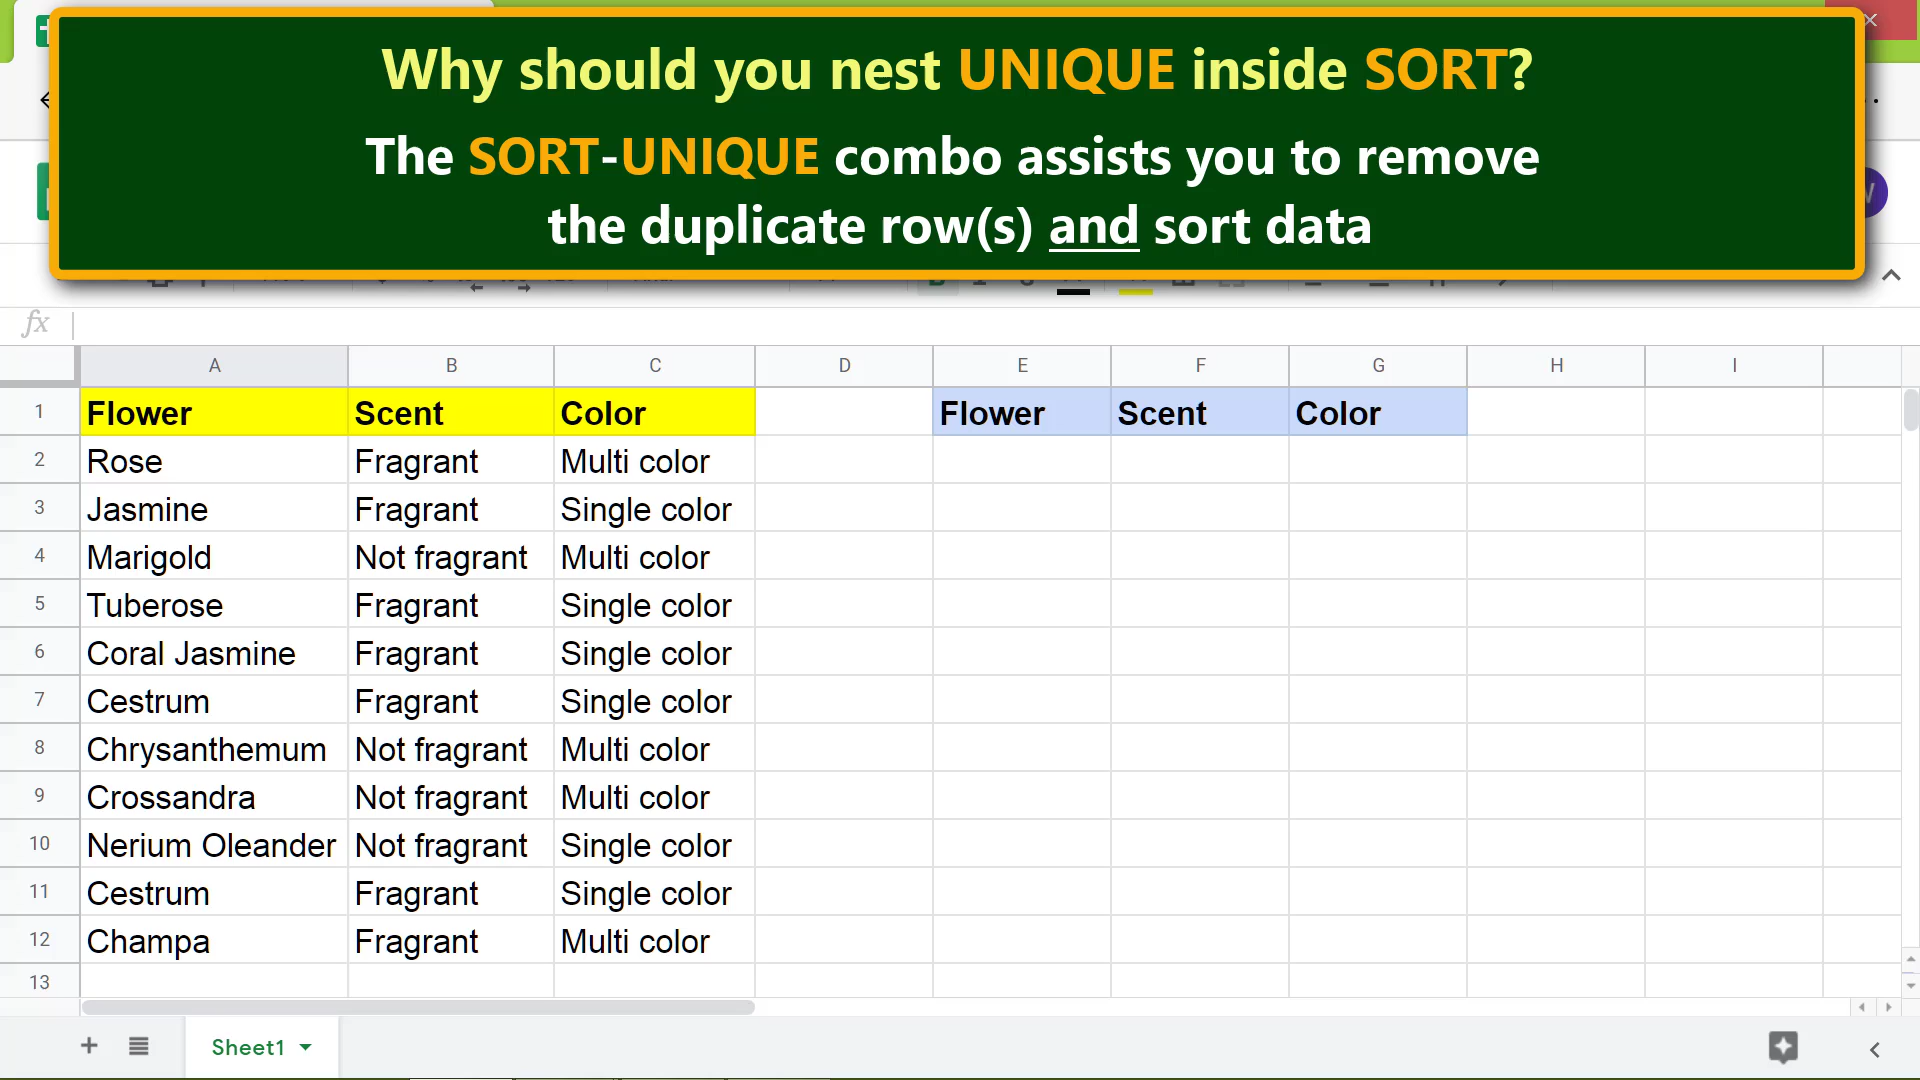 Why should you nest UNIQUE inside SORT?
The SORT-UNIQUE combo assists you to remove
the duplicate row(s) and sort data
fx
A B C D E F G H I
1 Flower Scent Color Flower Scent Color
2 Rose Fragrant Multi color
3 Jasmine Fragrant Single color
4 Marigold Not fragrant Multi color
5 Tuberose Fragrant Single color
6 Coral Jasmine Fragrant Single color
7 Cestrum Fragrant Single color
8 Chrysanthemum Not fragrant Multi color
9 Crossandra Not fragrant Multi color
10 Nerium Oleander Not fragrant Single color
11 Cestrum Fragrant Single color
12 Champa Fragrant Multi color
13
Sheet1